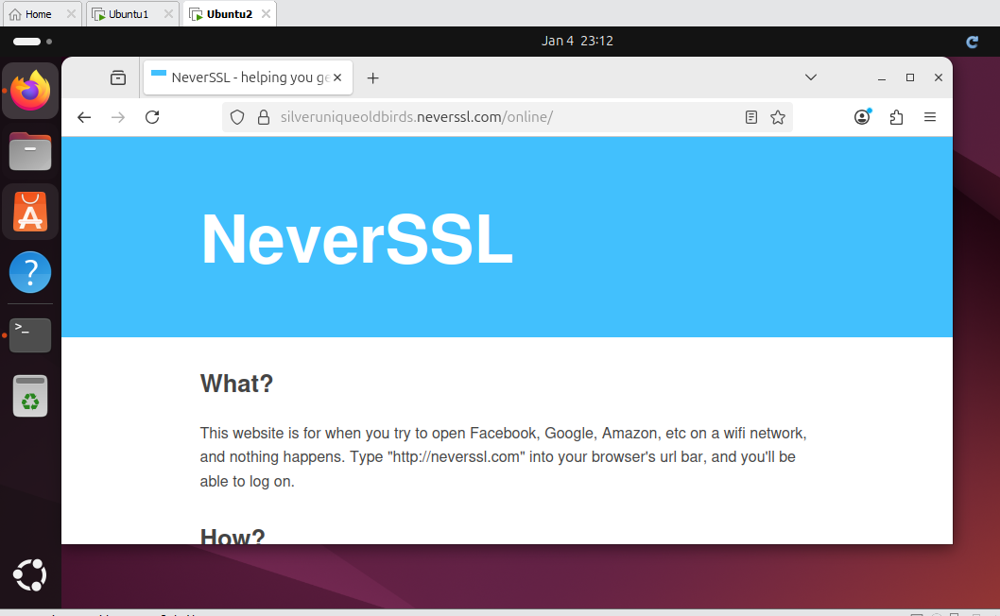 Home
Ubuntu1
Ubuntu2
Jan 4 23:12
NeverSSL - helping you ge
silveruniqueoldbirds.neverssl.com/online/
NeverSSL
What?
This website is for when you try to open Facebook, Google, Amazon, etc on a wifi network,
and nothing happens. Type "http://neverssl.com" into your browser's url bar, and you'll be
able to log on.
How?